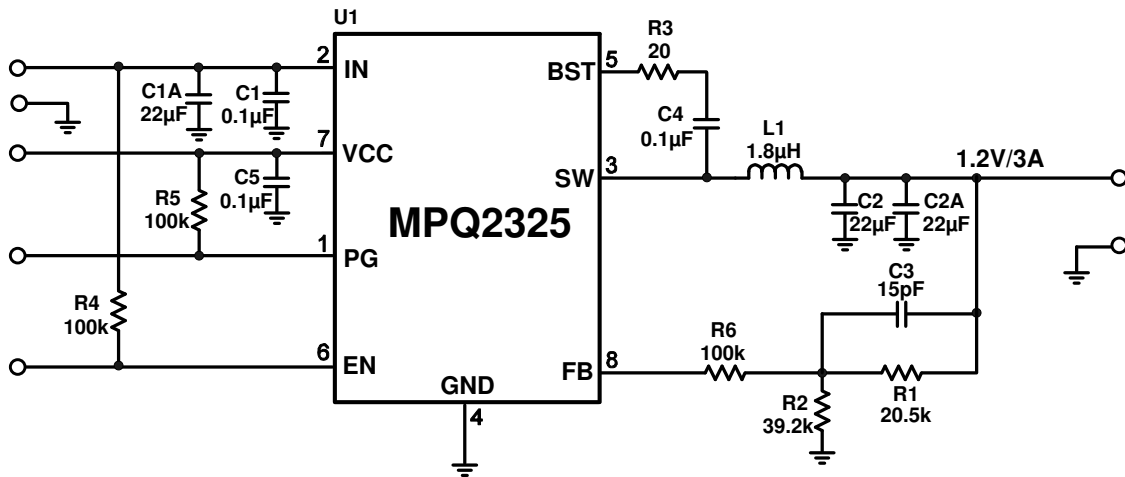 U1
2
IN
C1A
22µF
C1
0.1µF
7
VCC
R5
100k
C5
0.1µF
1
PG
R4
100k
6
EN
GND
4
MPQ2325
BST
5
R3
20
C4
0.1µF
SW
3
L1
1.8µH
1.2V/3A
C2
22µF
C2A
22µF
C3
15pF
FB
8
R6
100k
R2
39.2k
R1
20.5k